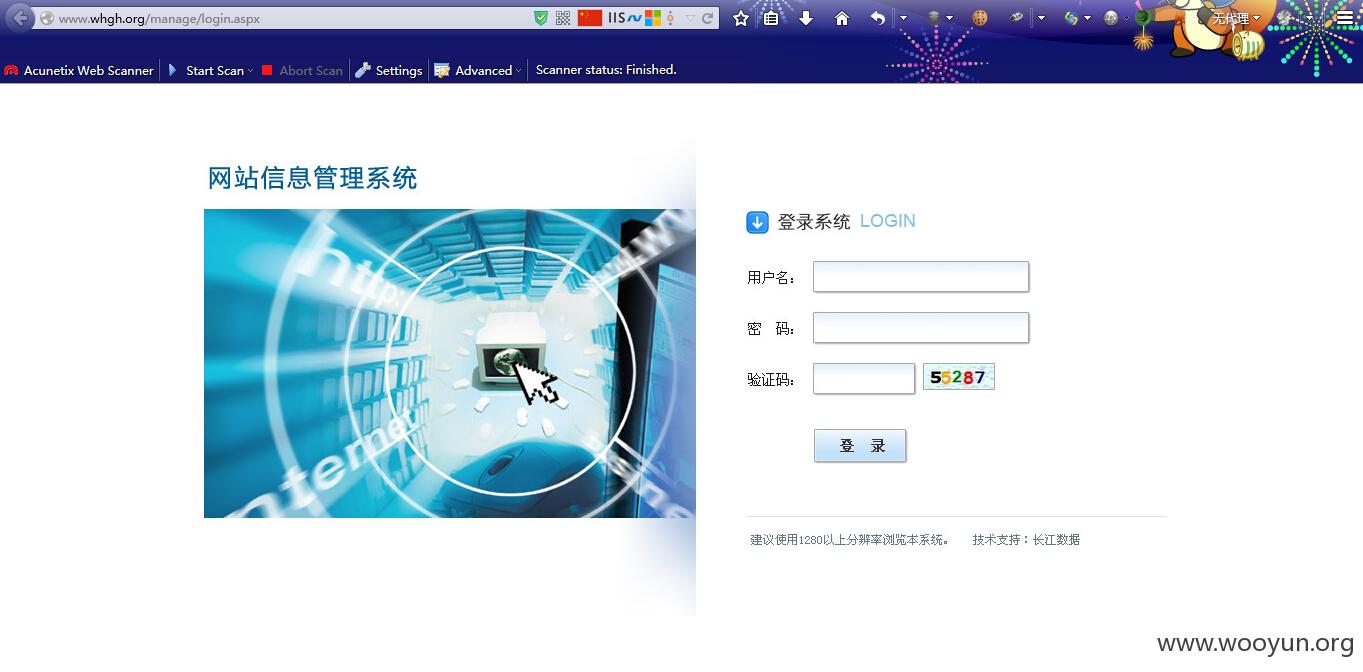 www.whgh.org/manage/login.aspx
IIS
无代理
Acunetix Web Scanner Start Scan Abort Scan Settings Advanced Scanner status: Finished.
网站信息管理系统
http:
www
internet
登录系统 LOGIN
用户名：
密 码：
验证码：
55287
登 录
建议使用1280以上分辨率浏览本系统。 技术支持：长江数据
www.wooyun.org